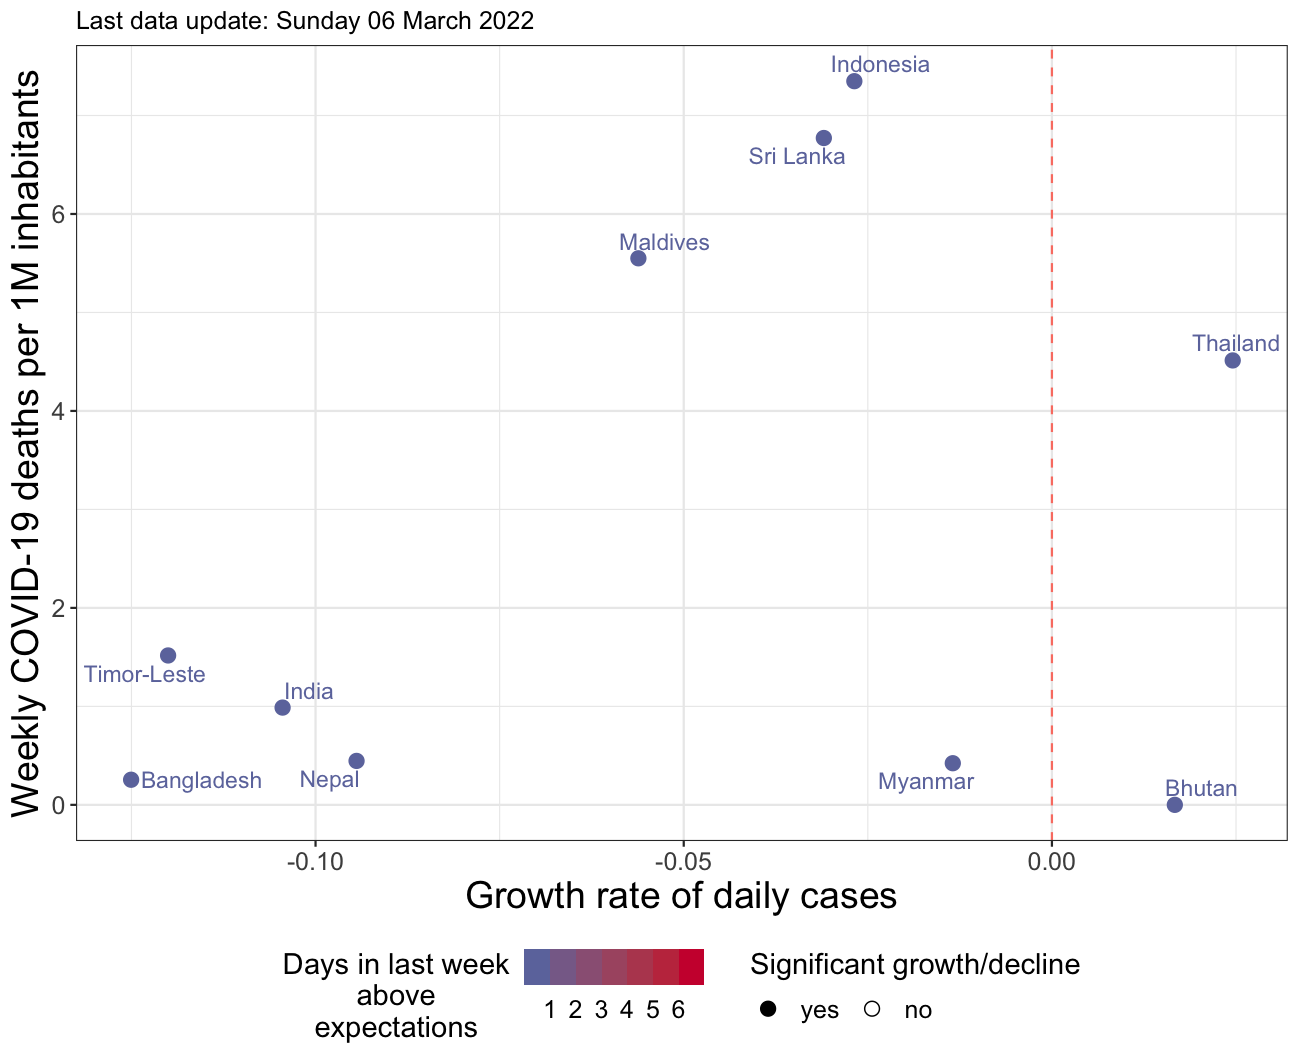 Last data update: Sunday 06 March 2022
Weekly COVID-19 deaths per 1M inhabitants
Indonesia
Sri Lanka
6
Maldives
Thailand
4
2
Timor-Leste
India
Bangladesh
Nepal
Myanmar
Bhutan
0
-0.10 -0.05 0.00
Growth rate of daily cases
Days in last week
above
expectations
1 2 3 4 5 6
Significant growth/decline
yes no